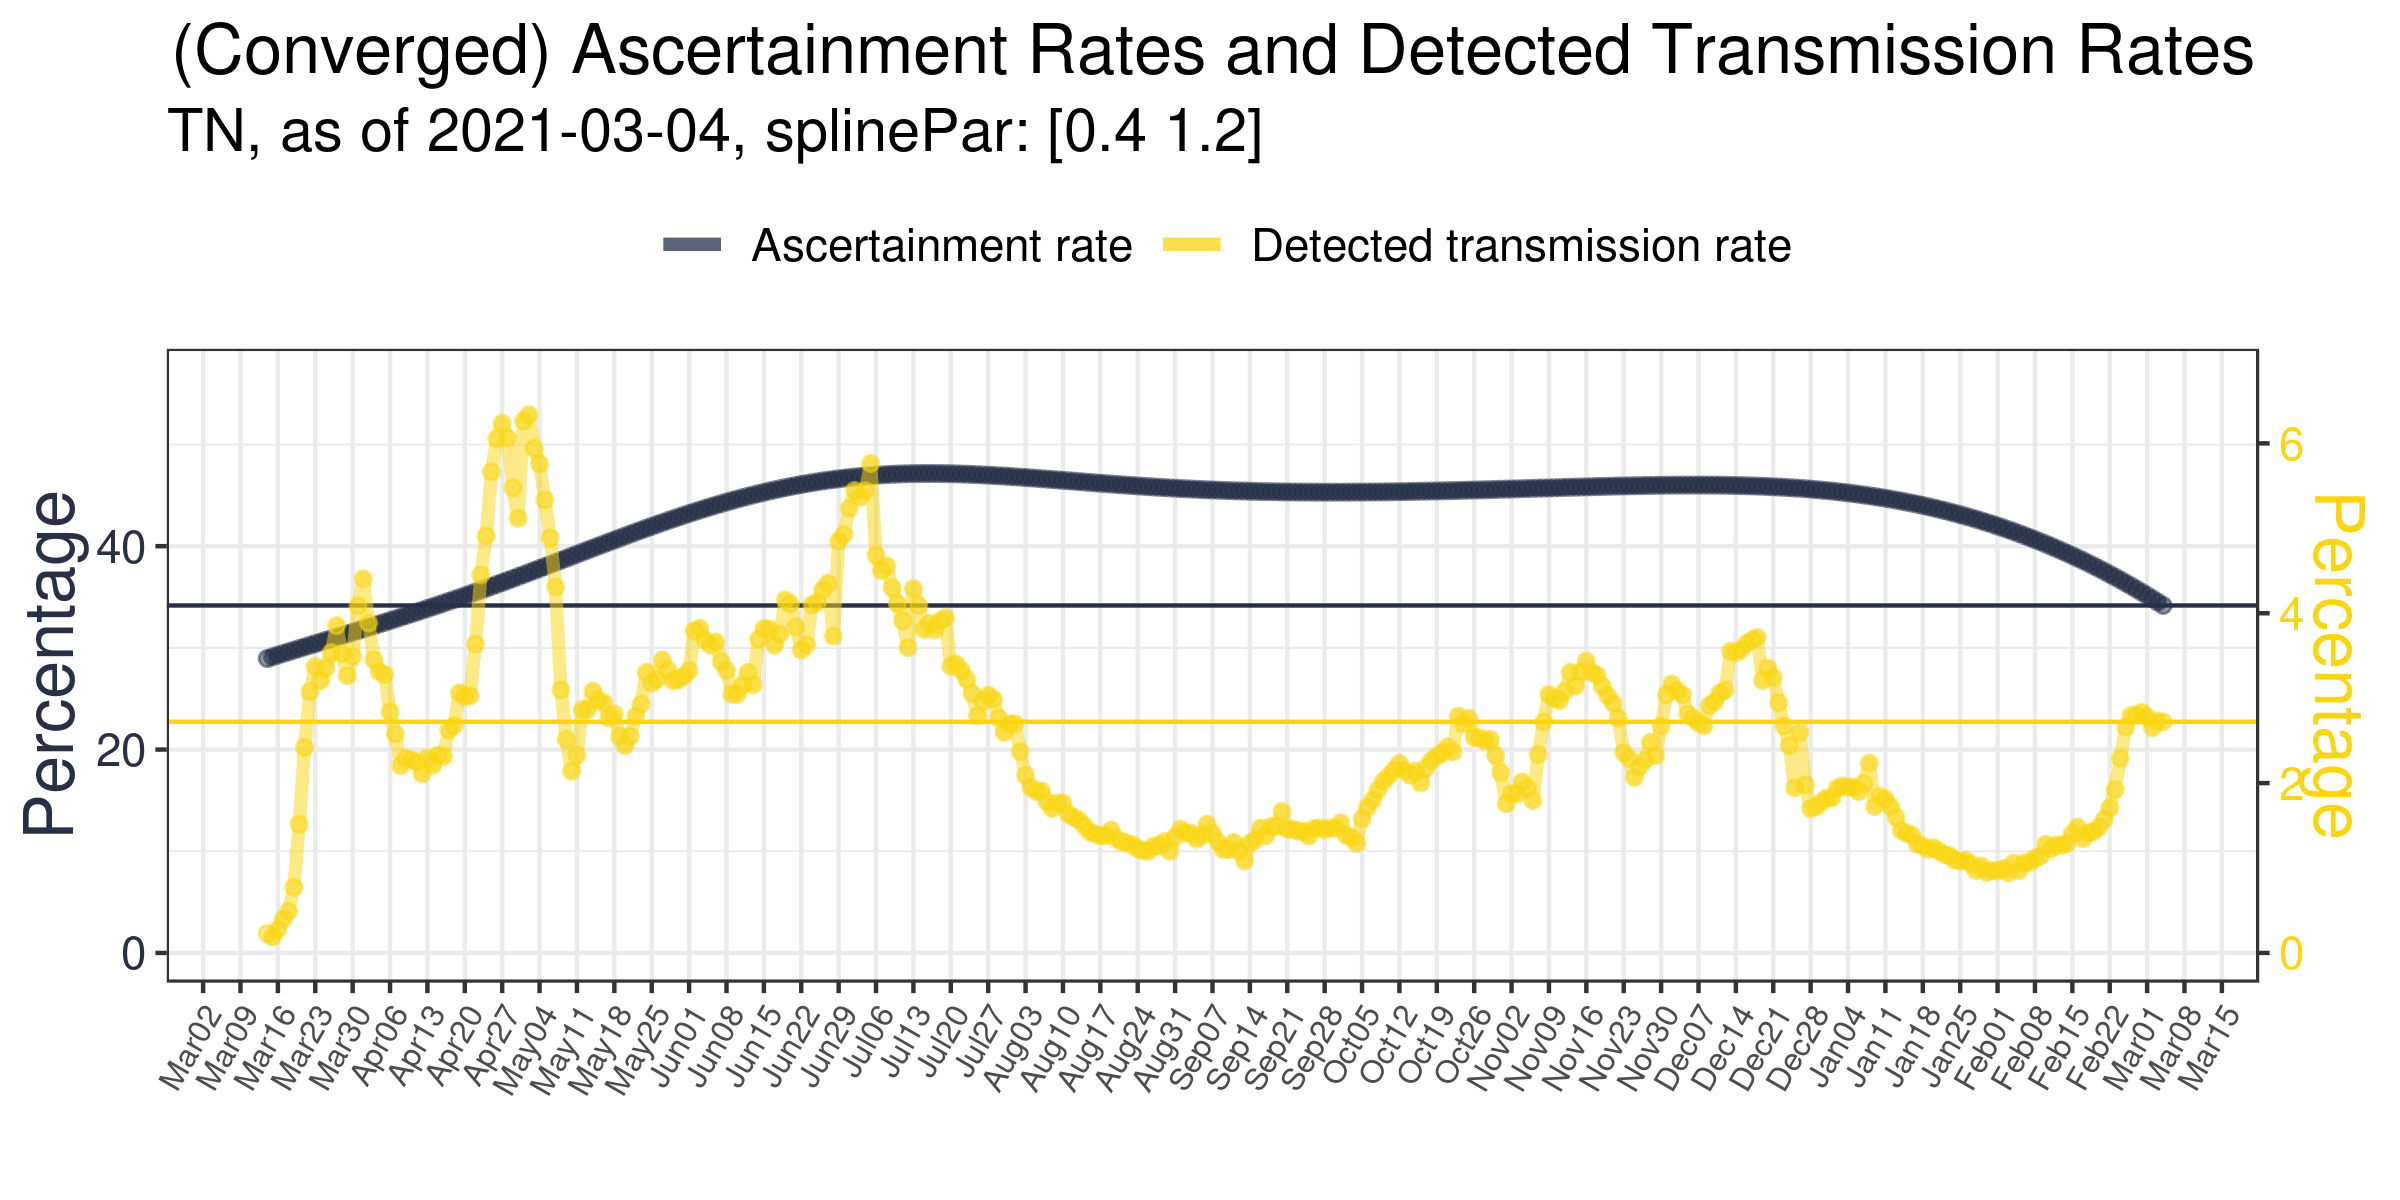 (Converged) Ascertainment Rates and Detected Transmission Rates
TN, as of 2021-03-04, splinePar: [0.4 1.2]
Ascertainment rate
Detected transmission rate
Percentage
40
20
0
6
4
2
0
Percentage
Mar02
Mar09
Mar16
Mar23
Mar30
Apr06
Apr13
Apr20
Apr27
May04
May11
May18
May25
Jun01
Jun08
Jun15
Jun22
Jun29
Jul06
Jul13
Jul20
Jul27
Aug03
Aug10
Aug17
Aug24
Aug31
Sep07
Sep14
Sep21
Sep28
Oct05
Oct12
Oct19
Oct26
Nov02
Nov09
Nov16
Nov23
Nov30
Dec07
Dec14
Dec21
Dec28
Jan04
Jan11
Jan18
Jan25
Feb01
Feb08
Feb15
Feb22
Mar01
Mar08
Mar15